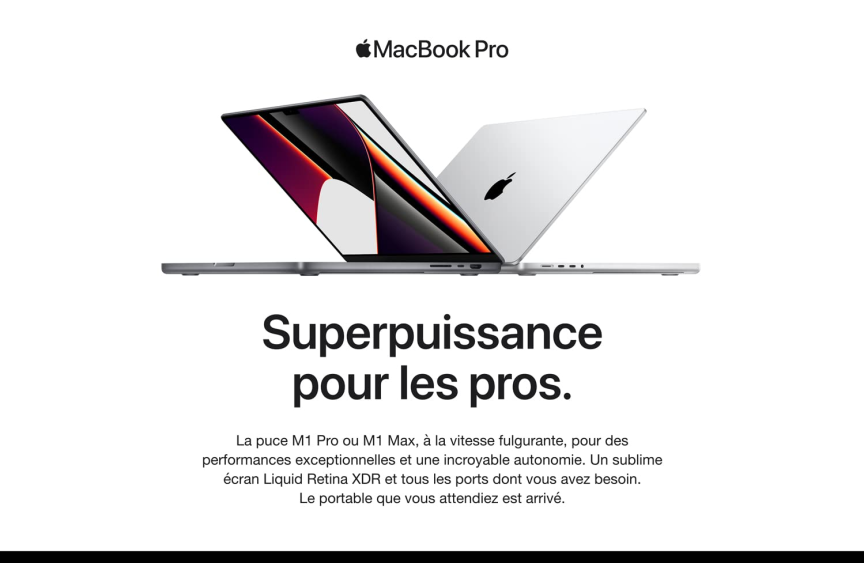 MacBook Pro
Superpuissance
pour les pros.
La puce M1 Pro ou M1 Max, à la vitesse fulgurante, pour des
performances exceptionnelles et une incroyable autonomie. Un sublime
écran Liquid Retina XDR et tous les ports dont vous avez besoin.
Le portable que vous attendiez est arrivé.